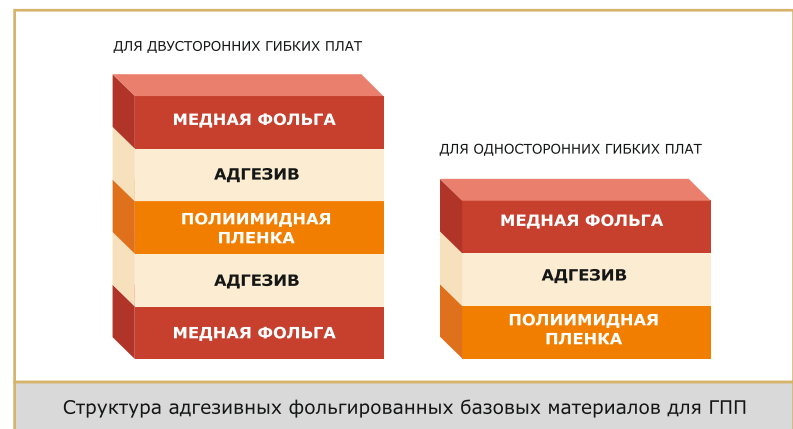 ДЛЯ ДВУСТОРОННИХ ГИБКИХ ПЛАТ
МЕДНАЯ ФОЛЬГА
АДГЕЗИВ
ПОЛИИМИДНАЯ
ПЛЕНКА
АДГЕЗИВ
МЕДНАЯ ФОЛЬГА
ДЛЯ ОДНОСТОРОННИХ ГИБКИХ ПЛАТ
МЕДНАЯ ФОЛЬГА
АДГЕЗИВ
ПОЛИИМИДНАЯ
ПЛЕНКА
Структура адгезивных фольгированных базовых материалов для ГПП